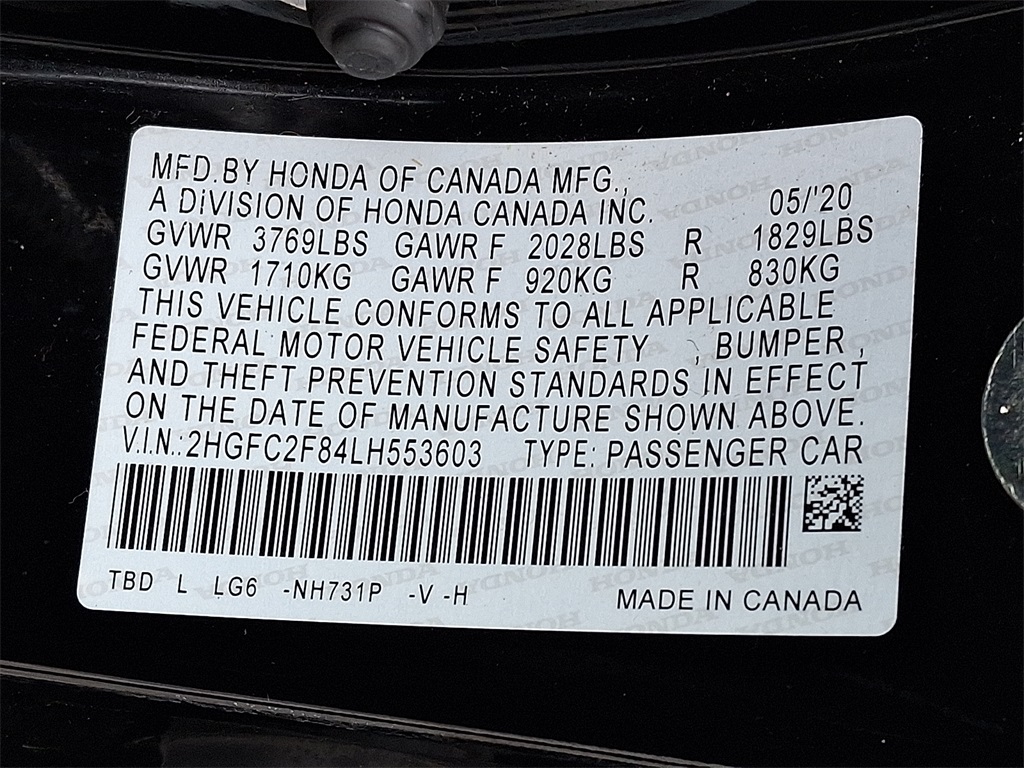 MFD.BY HONDA OF CANADA MFG.,
A DIVISION OF HONDA CANADA INC. 05/'20
GVWR 3769LBS GAWR F 2028LBS R 1829LBS
GVWR 1710KG GAWR F 920KG R 830KG
THIS VEHICLE CONFORMS TO ALL APPLICABLE
FEDERAL MOTOR VEHICLE SAFETY , BUMPER ,
AND THEFT PREVENTION STANDARDS IN EFFECT
ON THE DATE OF MANUFACTURE SHOWN ABOVE.
V.I.N.:2HGFC2F84LH553603 TYPE: PASSENGER CAR
TBD L LG6 -NH731P -V -H MADE IN CANADA